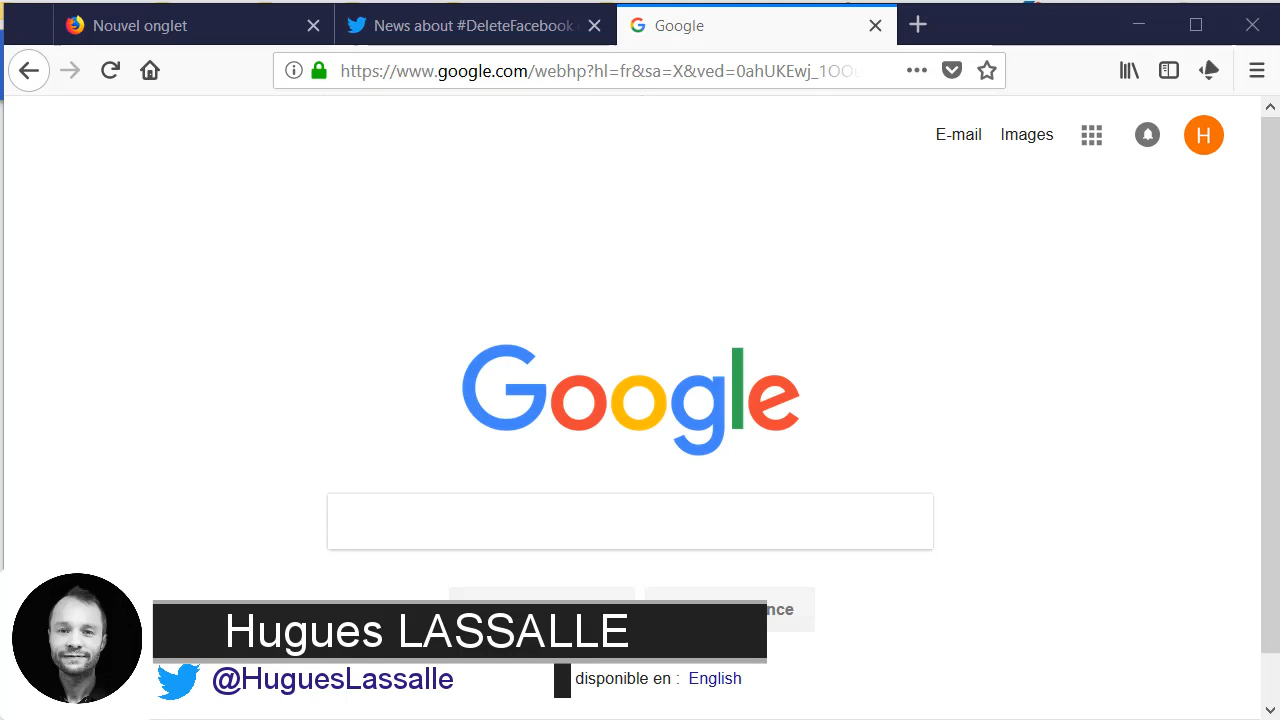 Nouvel onglet
News about #DeleteFacebook
Google
https://www.google.com/webhp?hl=fr&sa=X&ved=0ahUKEwj_1OO
E-mail Images
H
Google
nce
Hugues LASSALLE
@HuguesLassalle
disponible en : English